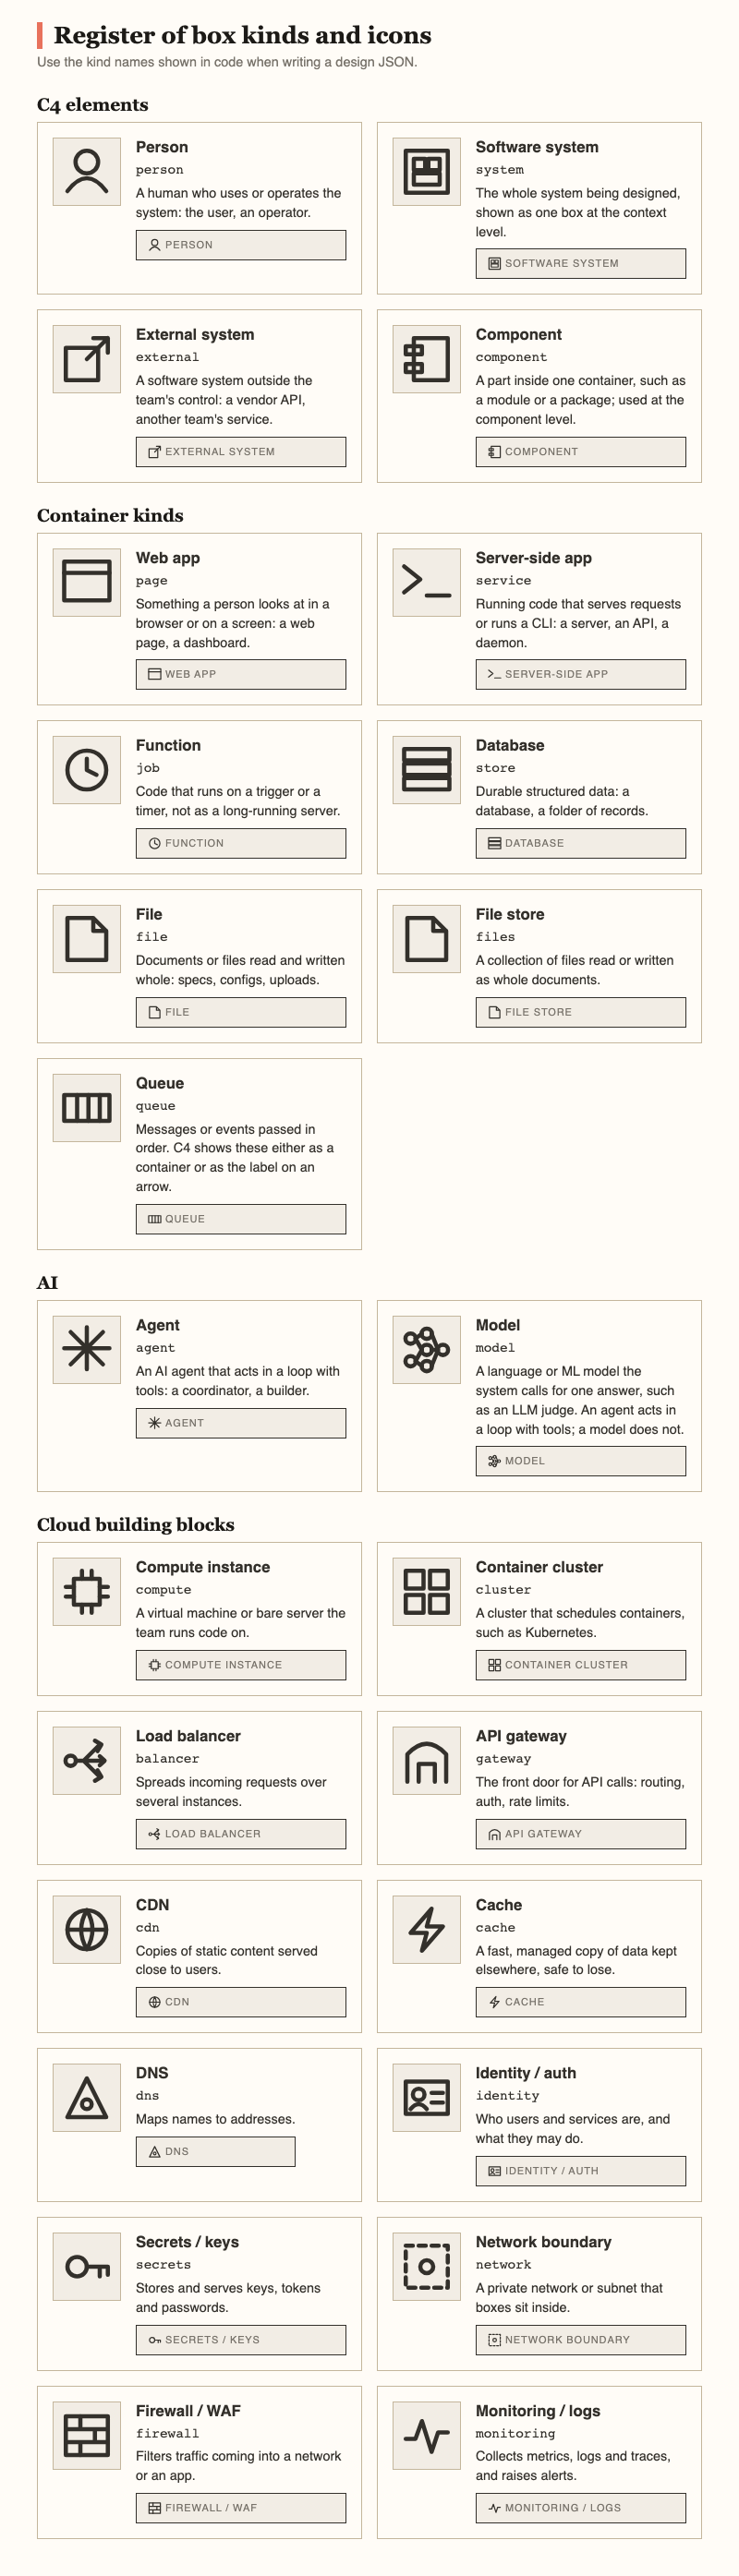 Register of box kinds and icons
Use the kind names shown in code when writing a design JSON.
C4 elements
Person
person
A human who uses or operates the
system: the user, an operator.
PERSON
Software system
system
The whole system being designed,
shown as one box at the context
level.
SOFTWARE SYSTEM
External system
external
A software system outside the
team's control: a vendor API,
another team's service.
EXTERNAL SYSTEM
Component
component
A part inside one container, such as
a module or a package; used at the
component level.
COMPONENT
Container kinds
Web app
page
Something a person looks at in a
browser or on a screen: a web
page, a dashboard.
WEB APP
Server-side app
service
Running code that serves requests
or runs a CLI: a server, an API, a
daemon.
SERVER-SIDE APP
Function
job
Code that runs on a trigger or a
timer, not as a long-running server.
FUNCTION
Database
store
Durable structured data: a
database, a folder of records.
DATABASE
File
file
Documents or files read and written
whole: specs, configs, uploads.
FILE
File store
files
A collection of files read or written
as whole documents.
FILE STORE
Queue
queue
Messages or events passed in
order. C4 shows these either as a
container or as the label on an
arrow.
QUEUE
AI
Agent
agent
An AI agent that acts in a loop with
tools: a coordinator, a builder.
AGENT
Model
model
A language or ML model the
system calls for one answer, such
as an LLM judge. An agent acts in
a loop with tools; a model does not.
MODEL
Cloud building blocks
Compute instance
compute
A virtual machine or bare server the
team runs code on.
COMPUTE INSTANCE
Container cluster
cluster
A cluster that schedules containers,
such as Kubernetes.
CONTAINER CLUSTER
Load balancer
balancer
Spreads incoming requests over
several instances.
LOAD BALANCER
API gateway
gateway
The front door for API calls: routing,
auth, rate limits.
API GATEWAY
CDN
cdn
Copies of static content served
close to users.
CDN
Cache
cache
A fast, managed copy of data kept
elsewhere, safe to lose.
CACHE
DNS
dns
Maps names to addresses.
DNS
Identity / auth
identity
Who users and services are, and
what they may do.
IDENTITY / AUTH
Secrets / keys
secrets
Stores and serves keys, tokens
and passwords.
SECRETS / KEYS
Network boundary
network
A private network or subnet that
boxes sit inside.
NETWORK BOUNDARY
Firewall / WAF
firewall
Filters traffic coming into a network
or an app.
FIREWALL / WAF
Monitoring / logs
monitoring
Collects metrics, logs and traces,
and raises alerts.
MONITORING / LOGS